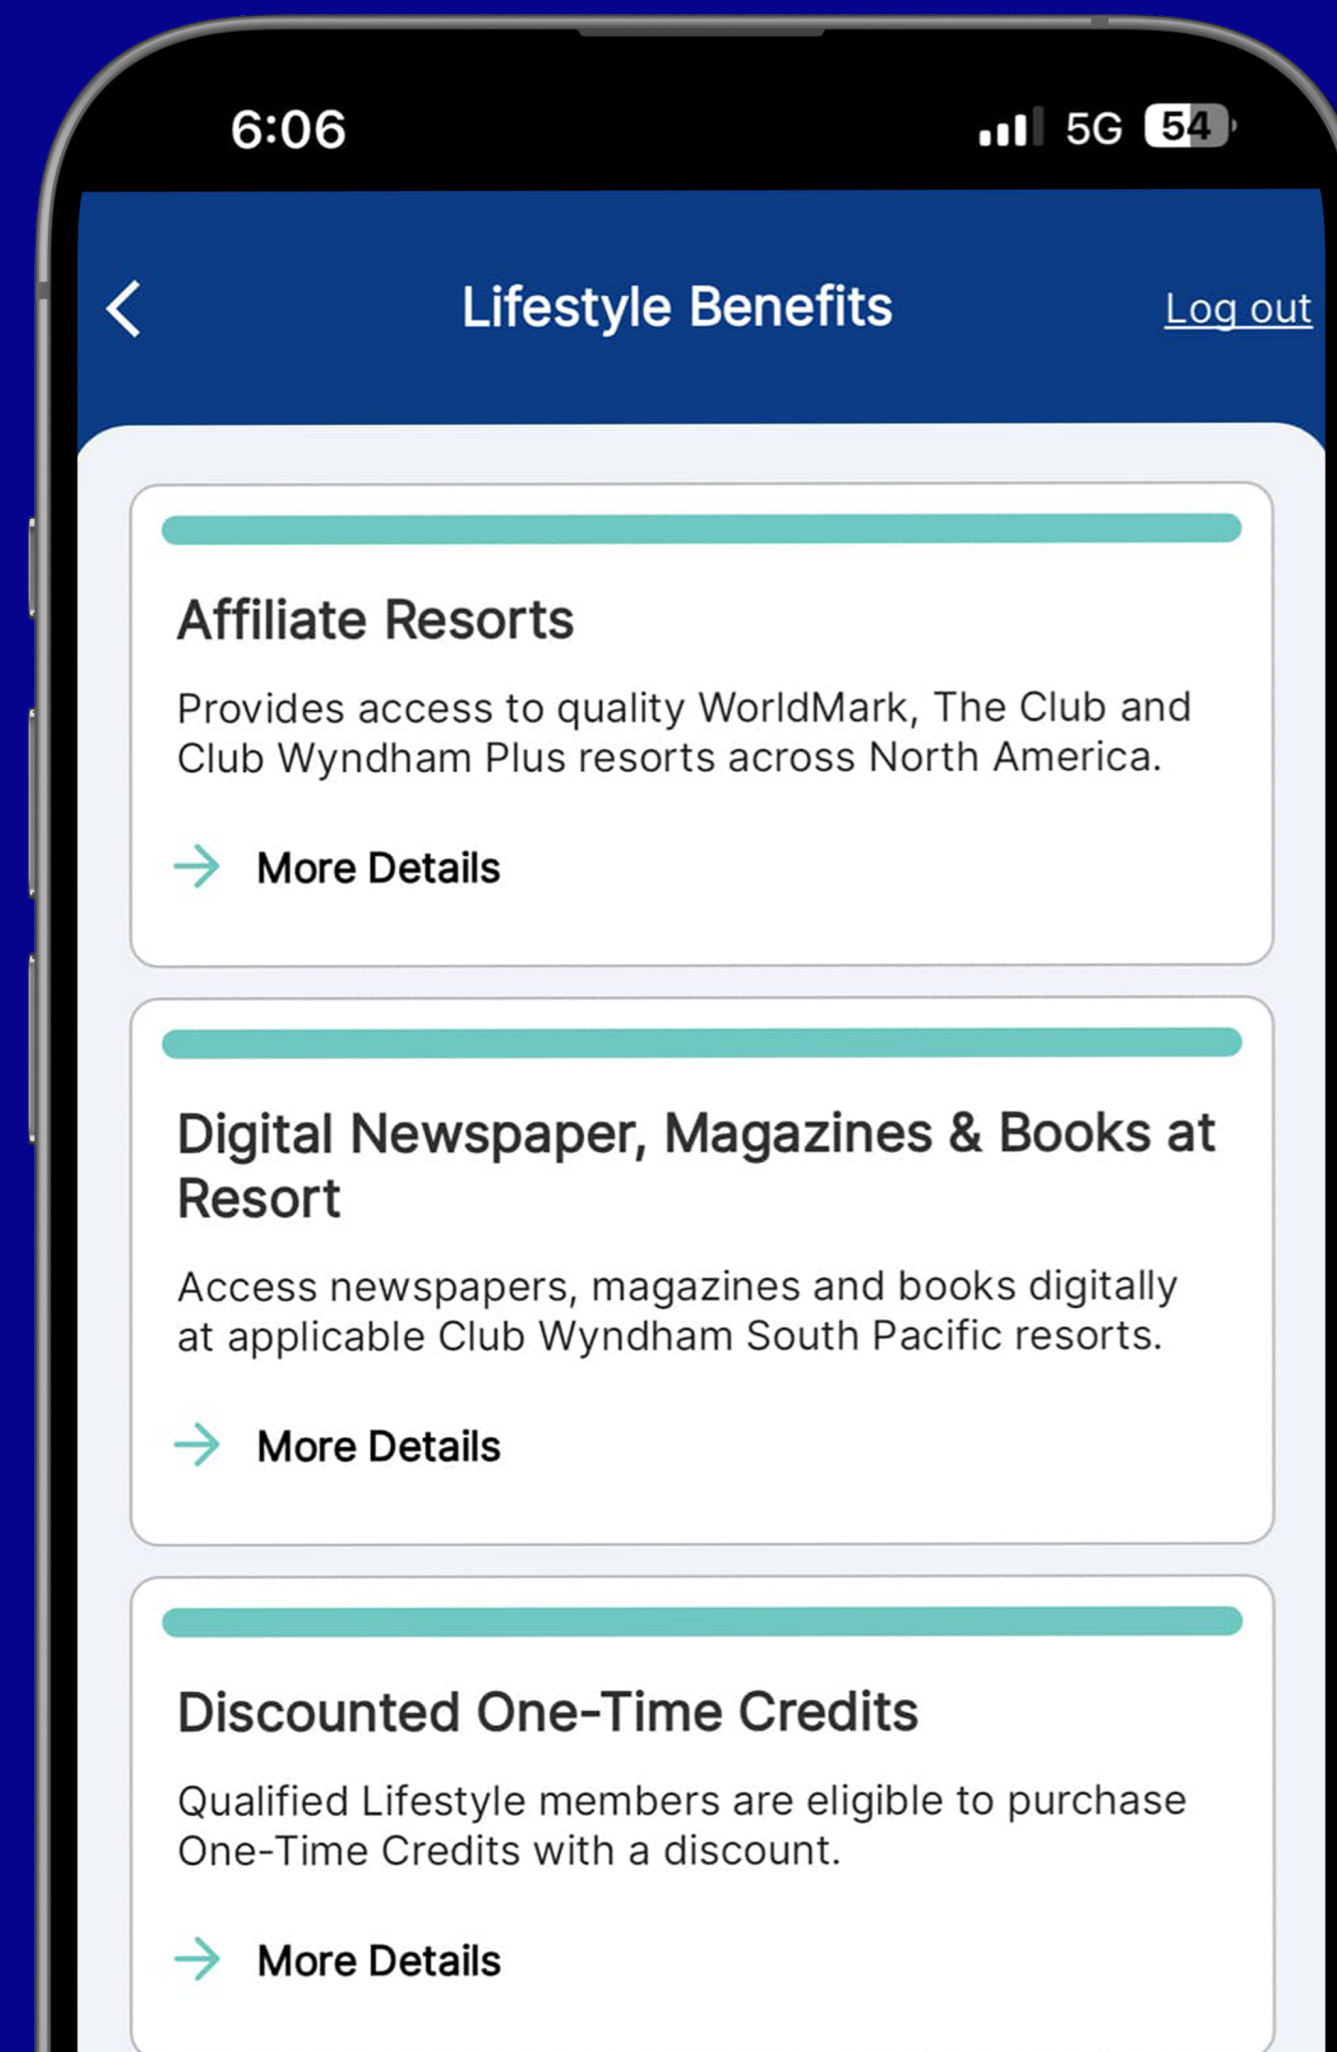 6:06
5G 54
Lifestyle Benefits
Log out
Affiliate Resorts
Provides access to quality WorldMark, The Club and
Club Wyndham Plus resorts across North America.
More Details
Digital Newspaper, Magazines & Books at
Resort
Access newspapers, magazines and books digitally
at applicable Club Wyndham South Pacific resorts.
More Details
Discounted One-Time Credits
Qualified Lifestyle members are eligible to purchase
One-Time Credits with a discount.
More Details